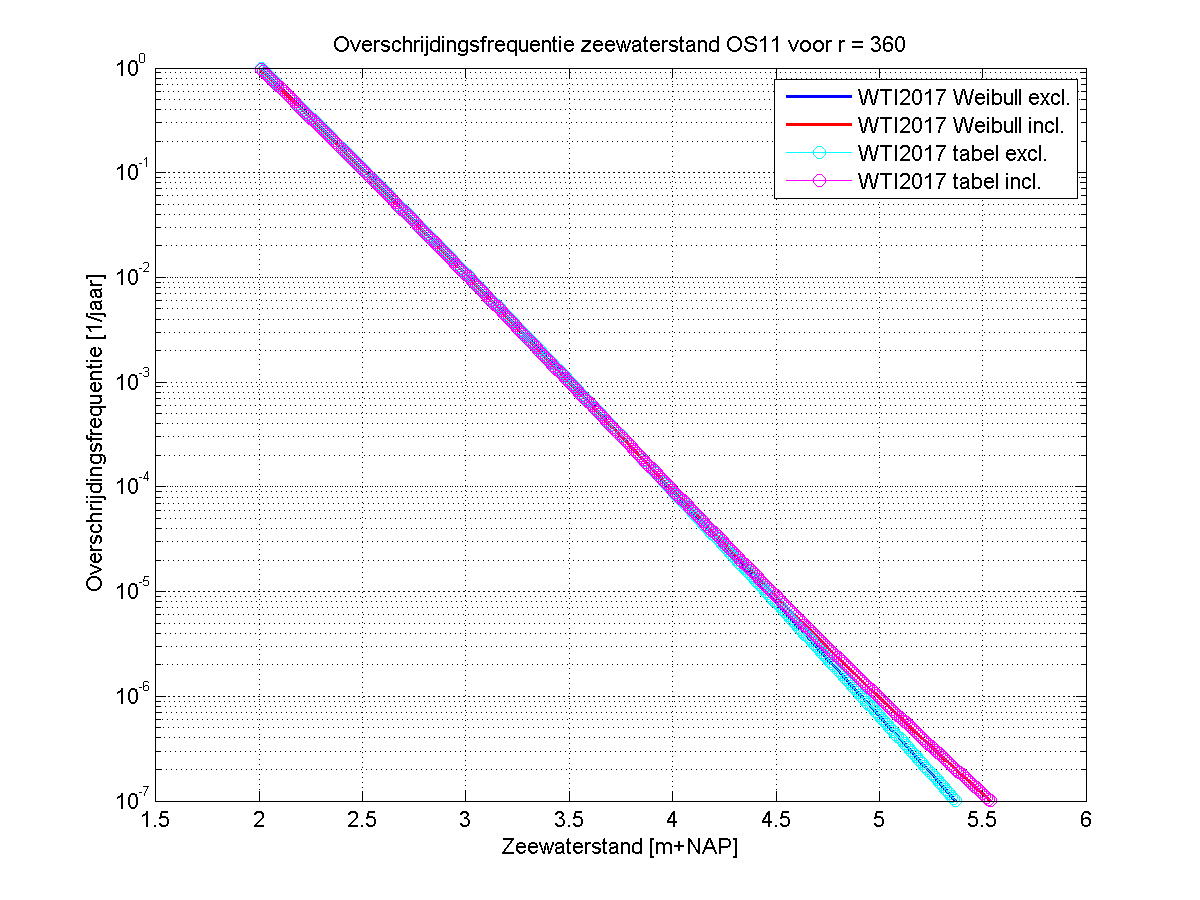 Overschrijdingsfrequentie zeewaterstand OS11 voor r = 360
WTI2017 Weibull excl.
WTI2017 Weibull incl.
WTI2017 tabel excl.
WTI2017 tabel incl.
Overschrijdingsfrequentie [1/jaar]
10^0
10^-1
10^-2
10^-3
10^-4
10^-5
10^-6
10^-7
1.5 2 2.5 3 3.5 4 4.5 5 5.5 6
Zeewaterstand [m+NAP]